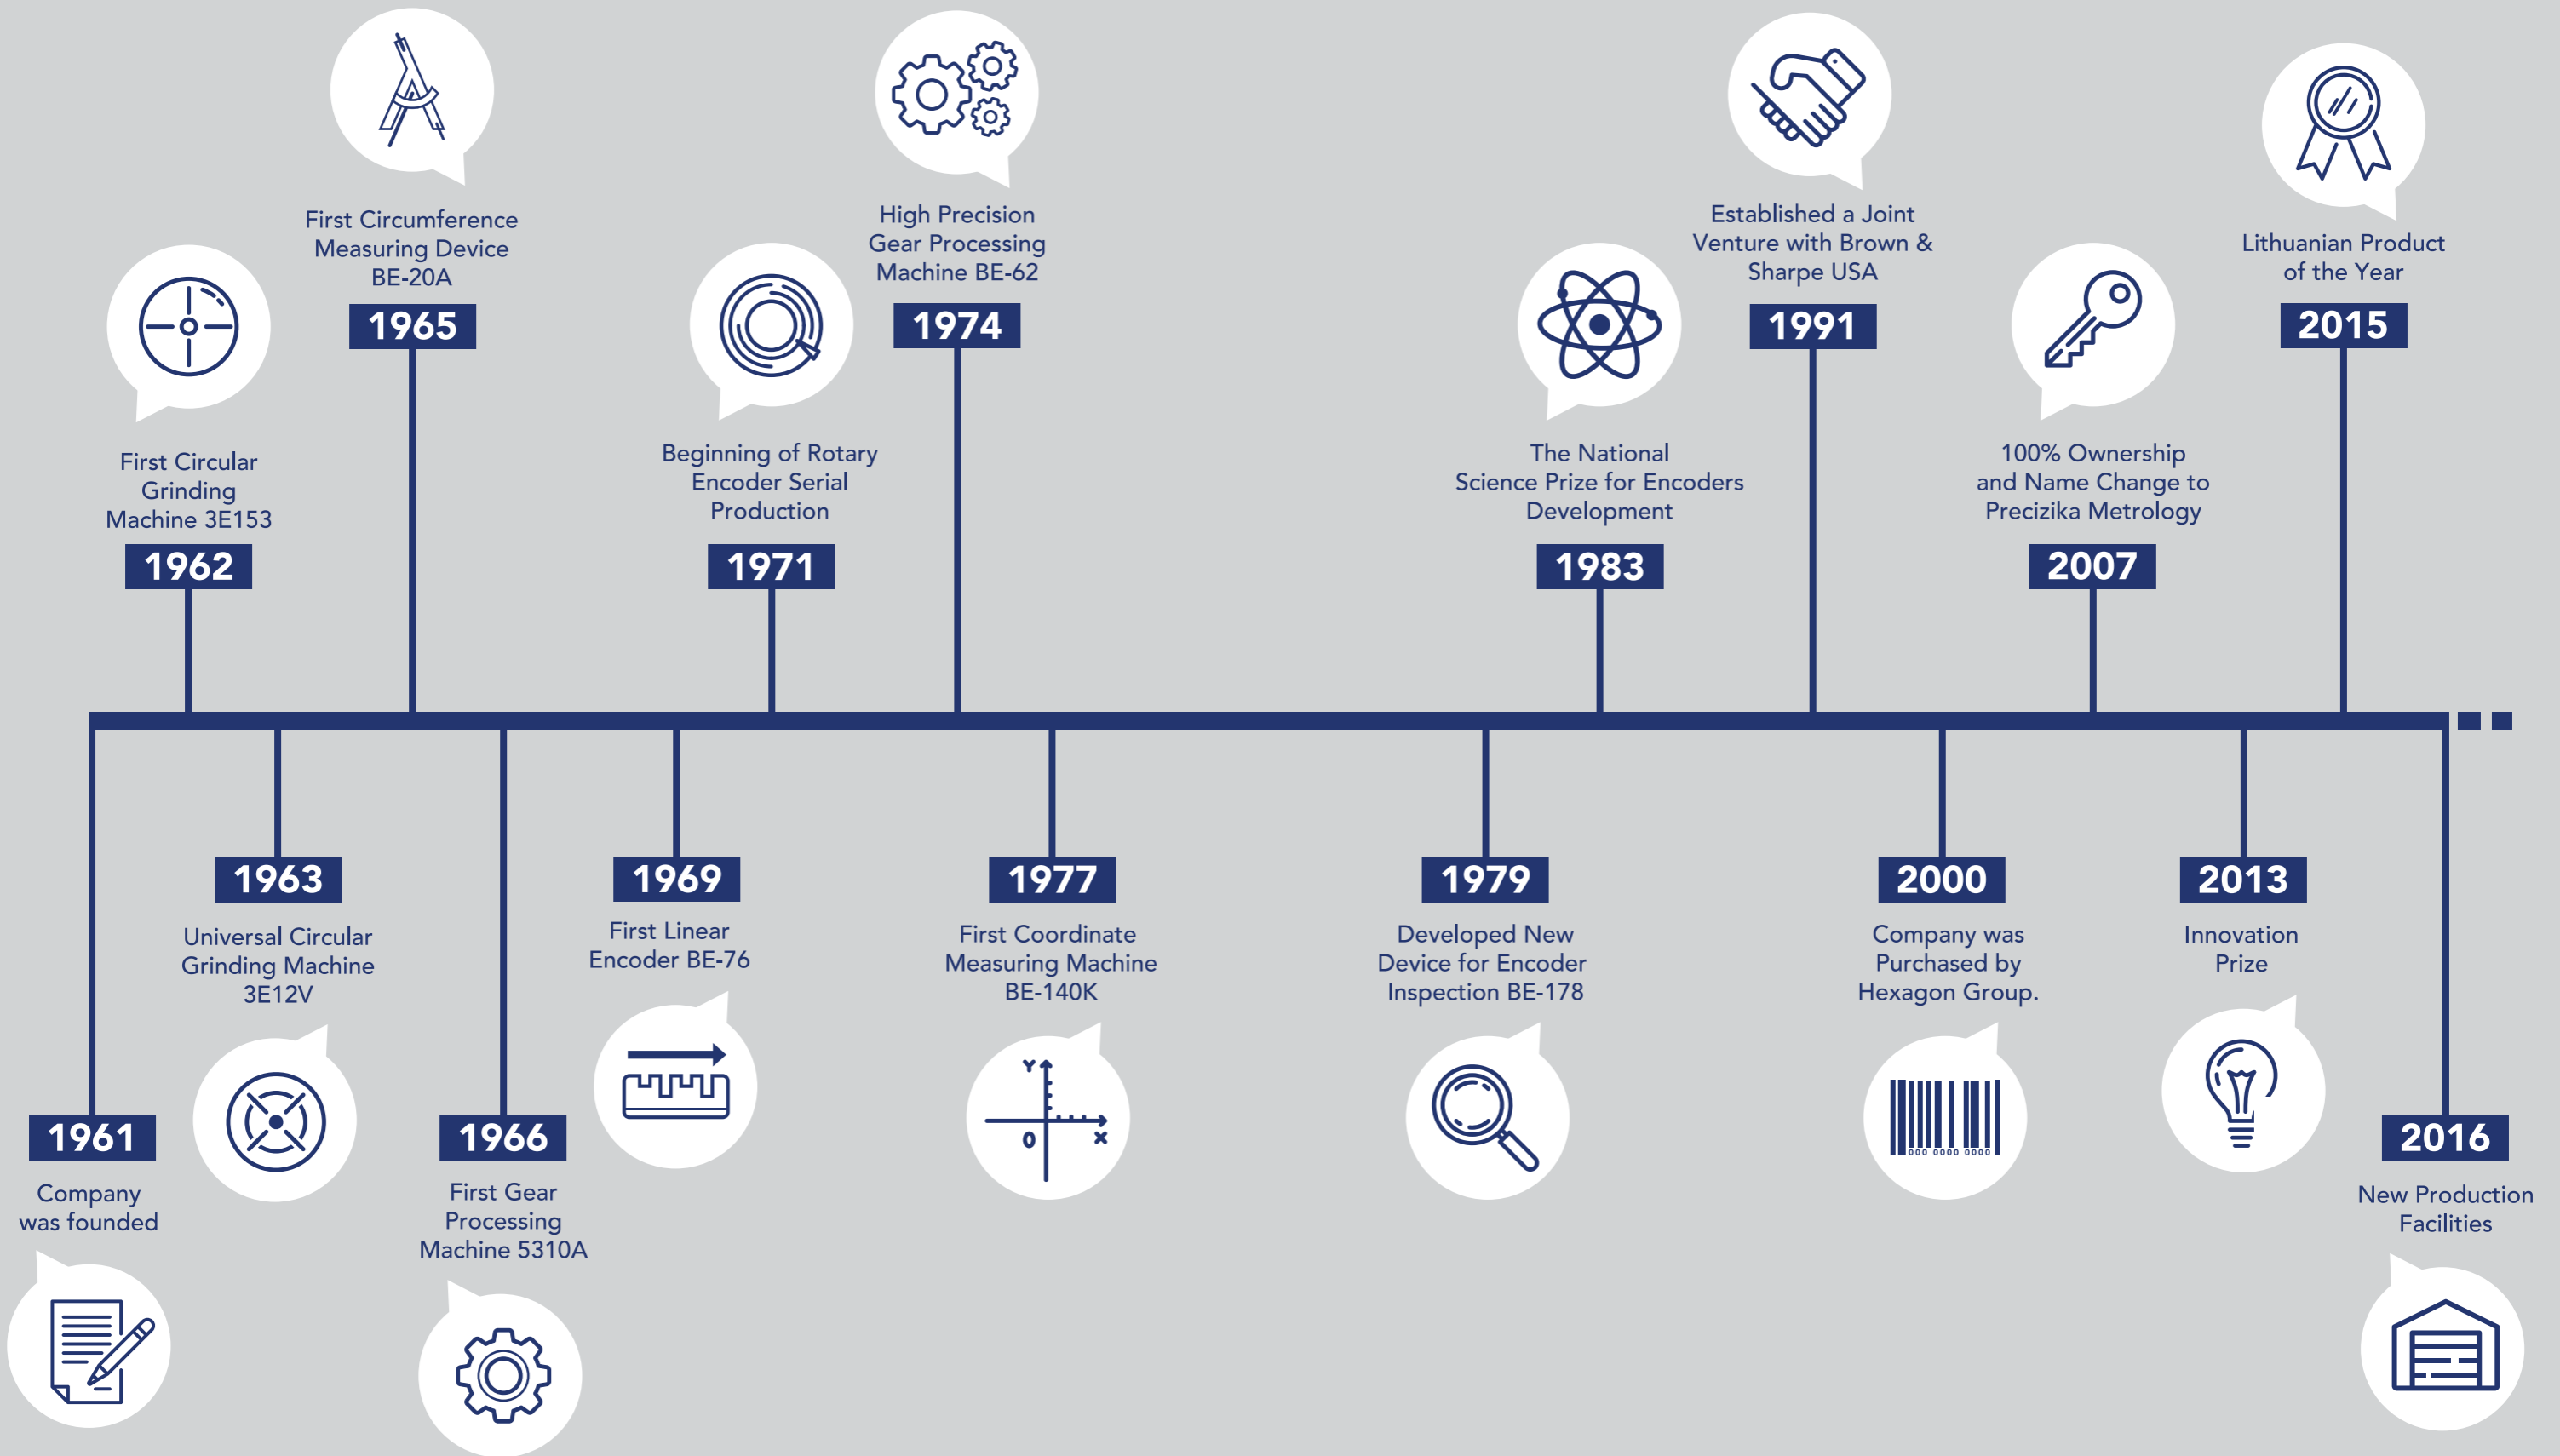 First Circumference
Measuring Device
BE-20A
1965
High Precision
Gear Processing
Machine BE-62
1974
Established a Joint
Venture with Brown &
Sharpe USA
1991
Lithuanian Product
of the Year
2015
First Circular
Grinding
Machine 3E153
1962
Beginning of Rotary
Encoder Serial
Production
1971
The National
Science Prize for Encoders
Development
1983
100% Ownership
and Name Change to
Precizika Metrology
2007
1963
Universal Circular
Grinding Machine
3E12V
1969
First Linear
Encoder BE-76
1977
First Coordinate
Measuring Machine
BE-140K
Y
O
X
1979
Developed New
Device for Encoder
Inspection BE-178
2000
Company was
Purchased by
Hexagon Group.
000 0000 0000
2013
Innovation
Prize
1961
Company
was founded
1966
First Gear
Processing
Machine 5310A
2016
New Production
Facilities